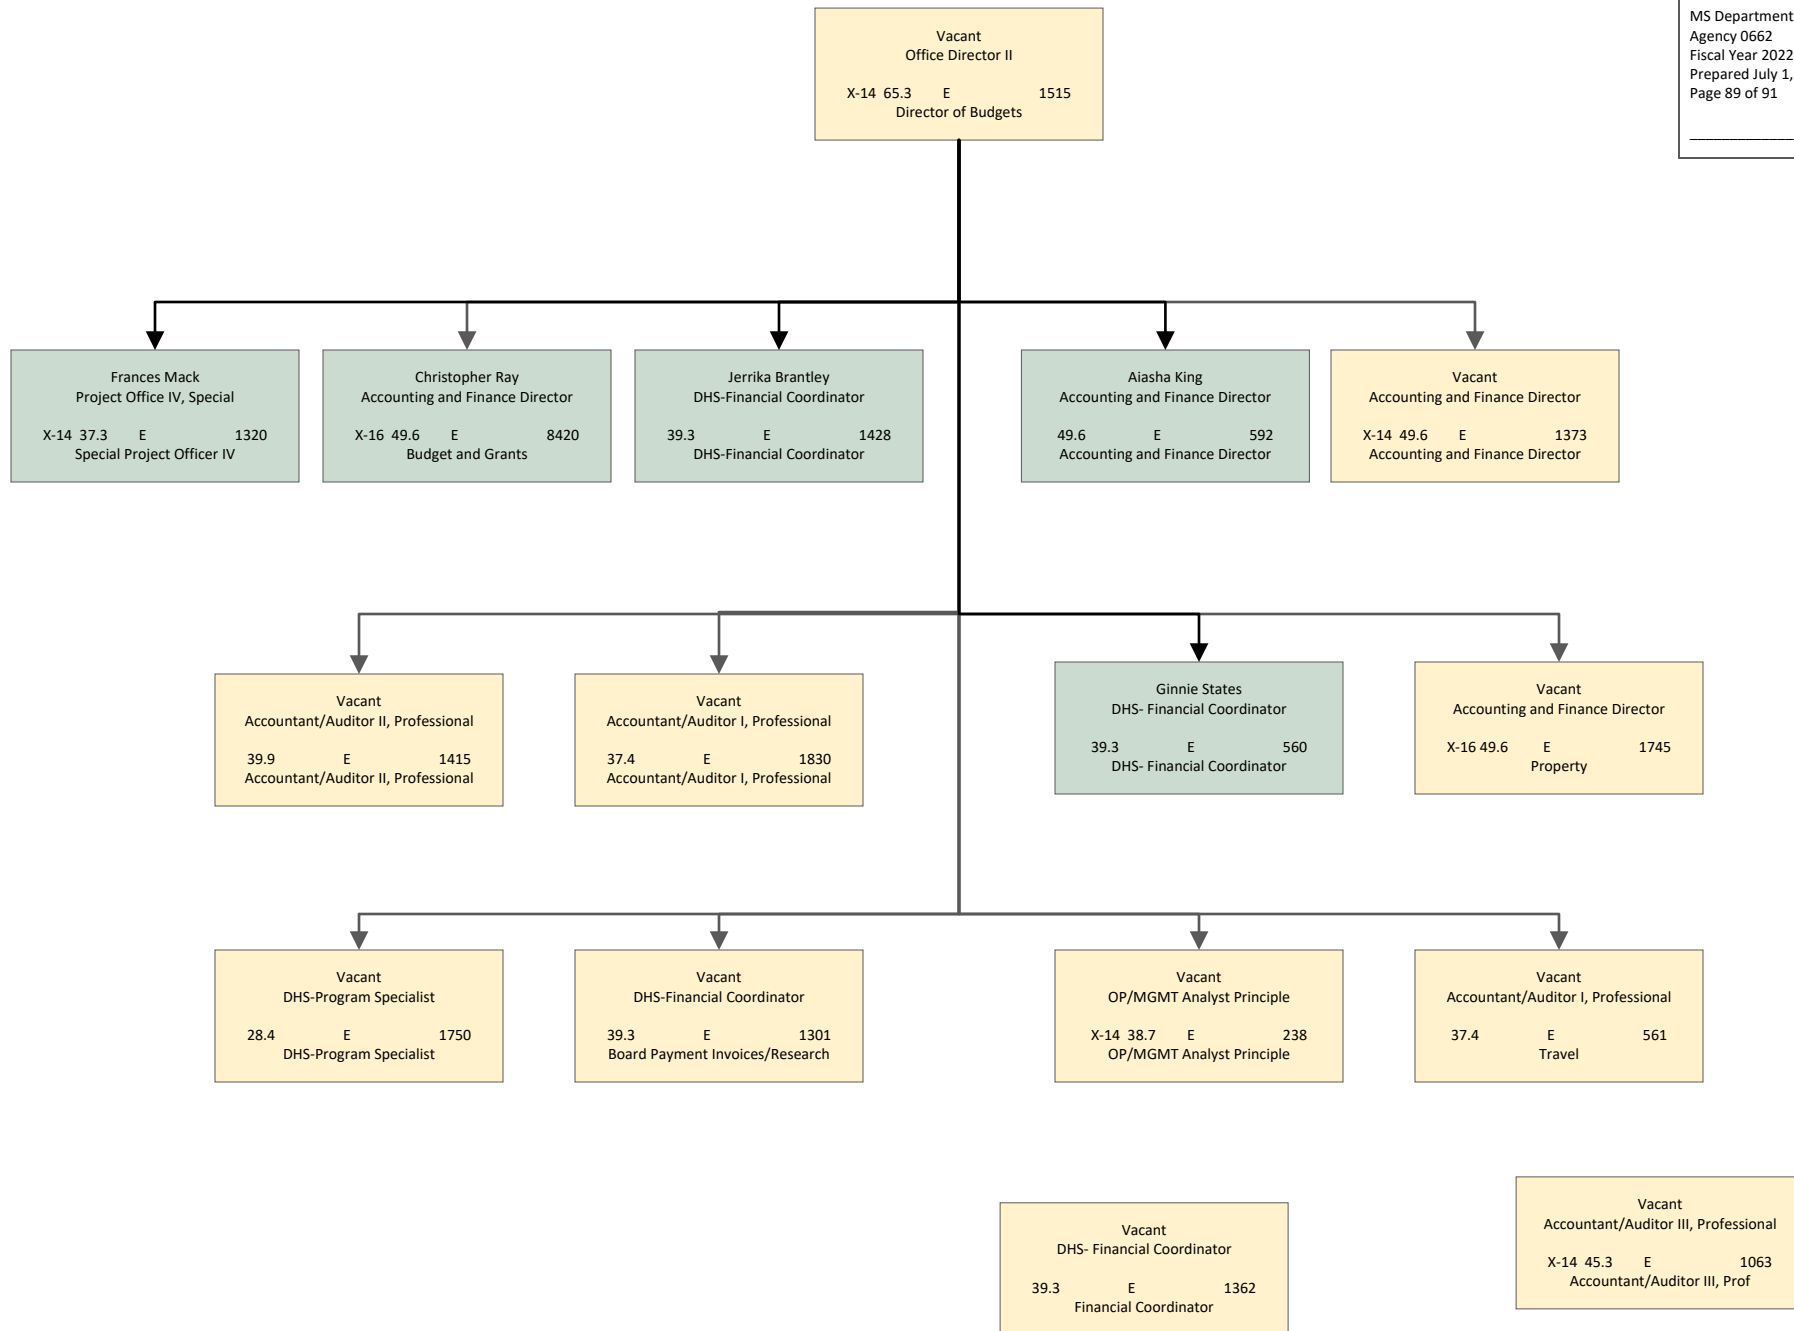 Vacant
Office Director II
X-14 65.3 E 1515
Director of Budgets
MS Department
Agency 0662
Fiscal Year 2022
Prepared July 1,
Page 89 of 91
Frances Mack
Project Office IV, Special
X-14 37.3 E 1320
Special Project Officer IV
Christopher Ray
Accounting and Finance Director
X-16 49.6 E 8420
Budget and Grants
Jerrika Brantley
DHS-Financial Coordinator
39.3 E 1428
DHS-Financial Coordinator
Aiasha King
Accounting and Finance Director
49.6 E 592
Accounting and Finance Director
Vacant
Accounting and Finance Director
X-14 49.6 E 1373
Accounting and Finance Director
Vacant
Accountant/Auditor II, Professional
39.9 E 1415
Accountant/Auditor II, Professional
Vacant
Accountant/Auditor I, Professional
37.4 E 1830
Accountant/Auditor I, Professional
Ginnie States
DHS- Financial Coordinator
39.3 E 560
DHS- Financial Coordinator
Vacant
Accounting and Finance Director
X-16 49.6 E 1745
Property
Vacant
DHS-Program Specialist
28.4 E 1750
DHS-Program Specialist
Vacant
DHS-Financial Coordinator
39.3 E 1301
Board Payment Invoices/Research
Vacant
OP/MGMT Analyst Principle
X-14 38.7 E 238
OP/MGMT Analyst Principle
Vacant
Accountant/Auditor I, Professional
37.4 E 561
Travel
Vacant
DHS- Financial Coordinator
39.3 E 1362
Financial Coordinator
Vacant
Accountant/Auditor III, Professional
X-14 45.3 E 1063
Accountant/Auditor III, Prof